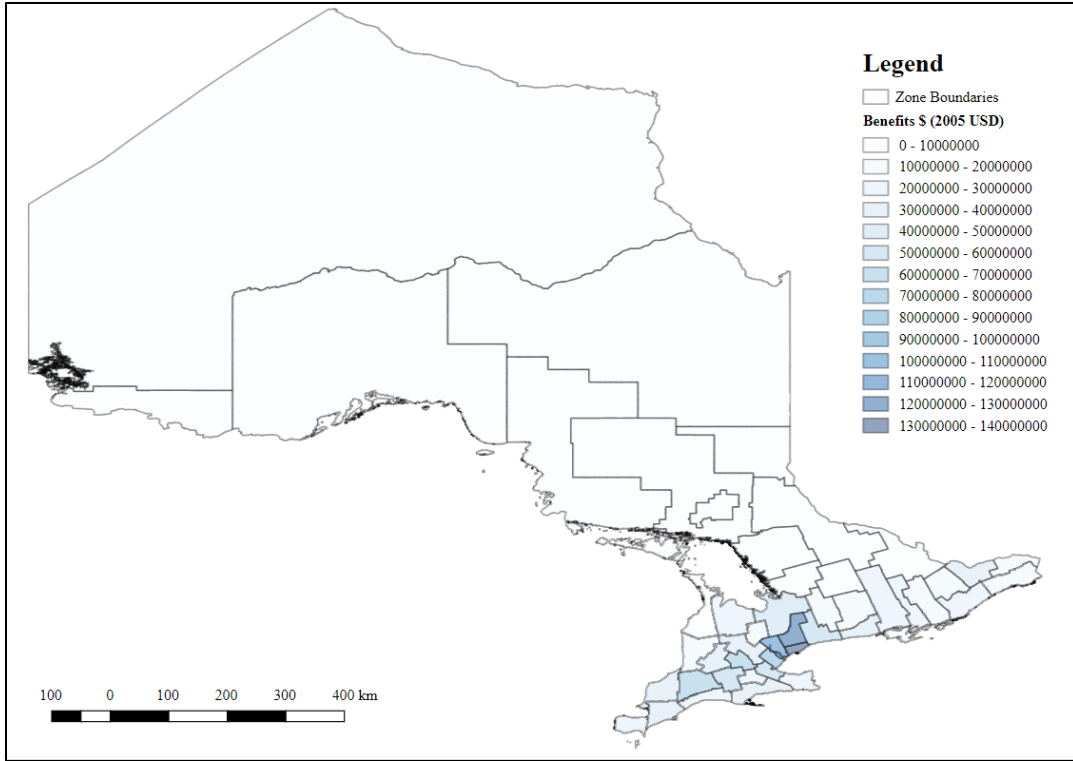 Legend
Zone Boundaries
Benefits $ (2005 USD)
0 - 10000000
10000000 - 20000000
20000000 - 30000000
30000000 - 40000000
40000000 - 50000000
50000000 - 60000000
60000000 - 70000000
70000000 - 80000000
80000000 - 90000000
90000000 - 100000000
100000000 - 110000000
110000000 - 120000000
120000000 - 130000000
130000000 - 140000000
100 0 100 200 300 400 km